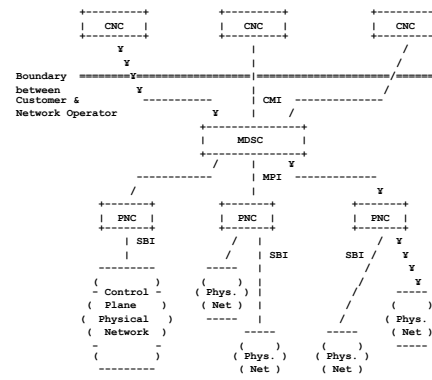 +---------+ +---------+ +---------
| CNC | | CNC | | CNC
+---------+ +---------+ +---------
¥ | /
¥ | /
Boundary ========¥==========================|=======================/====
between ¥ | /
Customer & ----------- | CMI --------------
Network Operator ¥ | /
+---------------+
| MDSC |
+---------------+
/ | ¥
------------ | MPI -------------
/ | ¥
+-------+ +-------+ +-------+
| PNC | | PNC | | PNC |
+-------+ +-------+ +-------+
| SBI / | / ¥
| / | SBI SBI / ¥
--------- ----- | / ¥
( ) ( ) | / ¥
- Control - ( Phys. ) | / -----
( Plane ) ( Net ) | / ( )
( Physical ) ----- | / ( Phys.
( Network ) ----- ----- ( Net )
- - ( ) ( ) -----
( ) ( Phys. ) ( Phys. )
--------- ( Net ) ( Net )